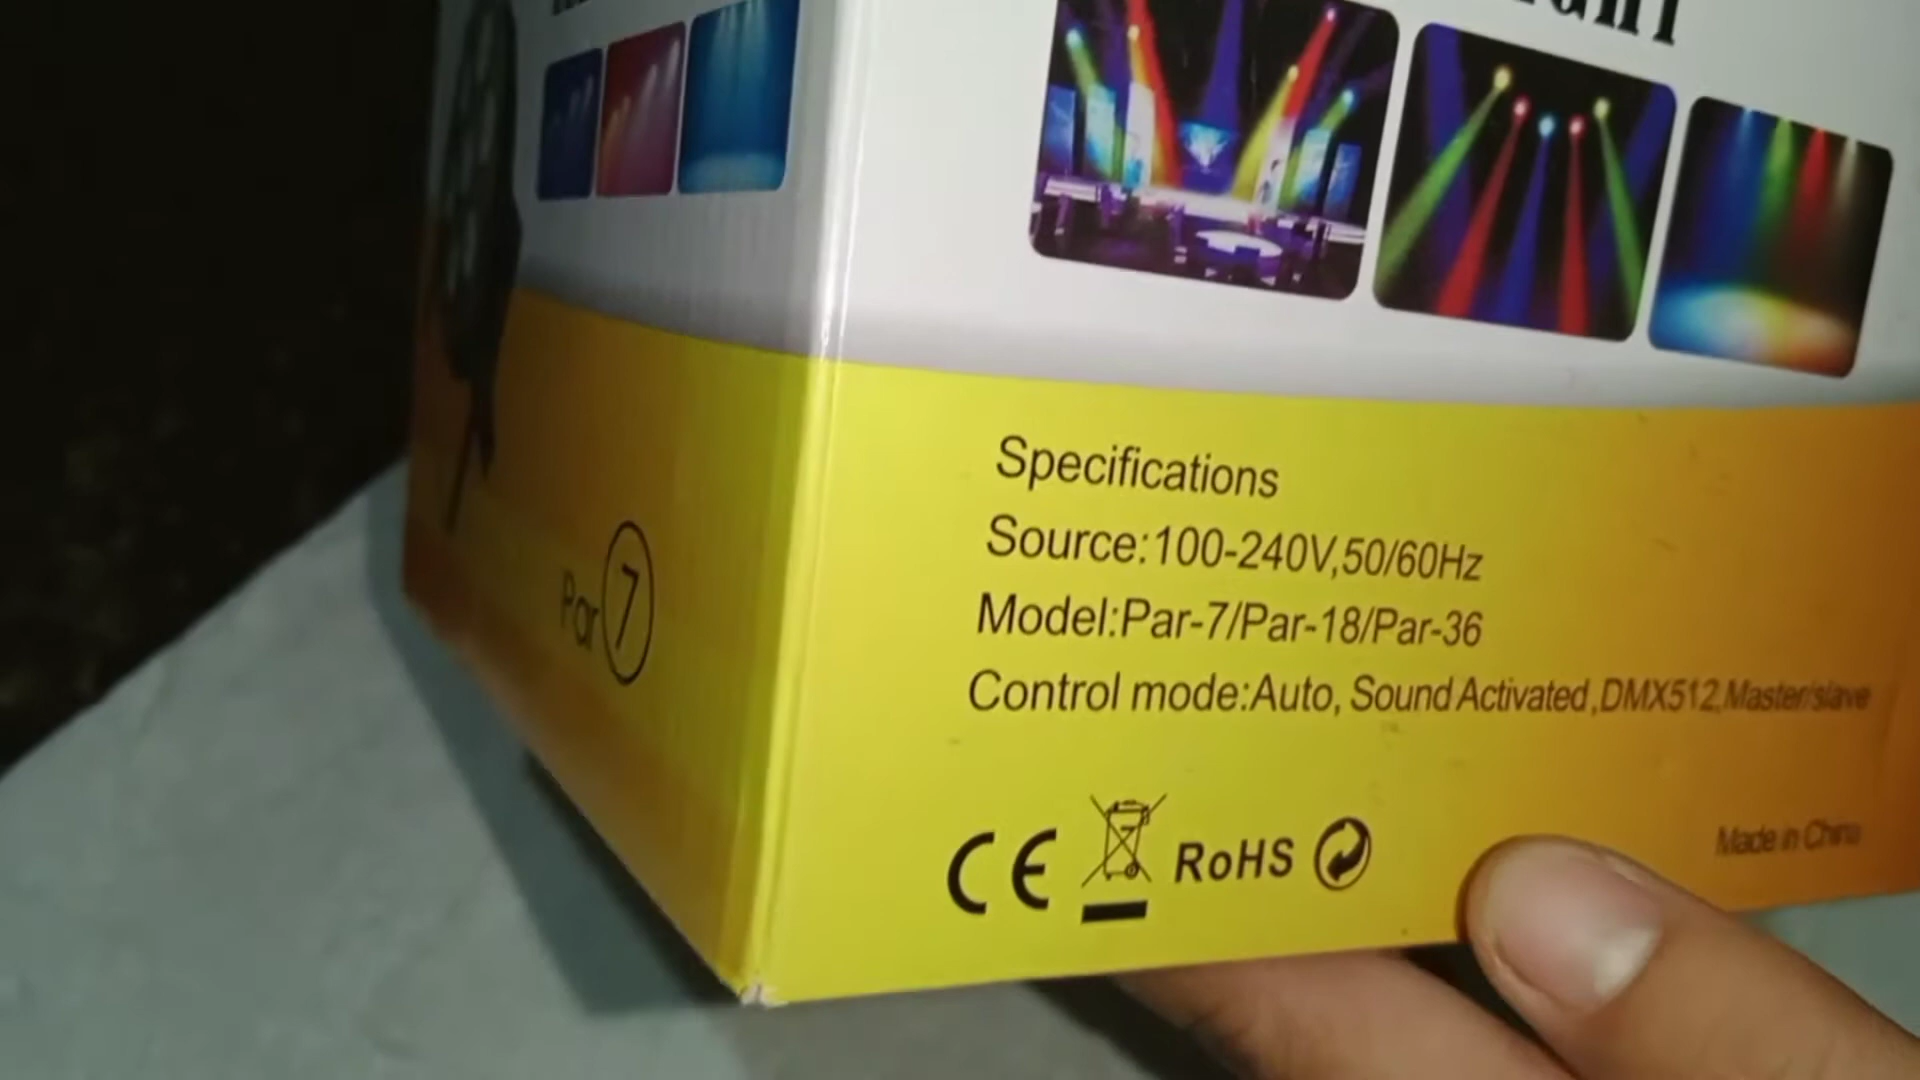 Par 7
Specifications
Source:100-240V,50/60Hz
Model:Par-7/Par-18/Par-36
Control mode:Auto, Sound Activated,DMX512,Master/slave
CE RoHS
Made in China